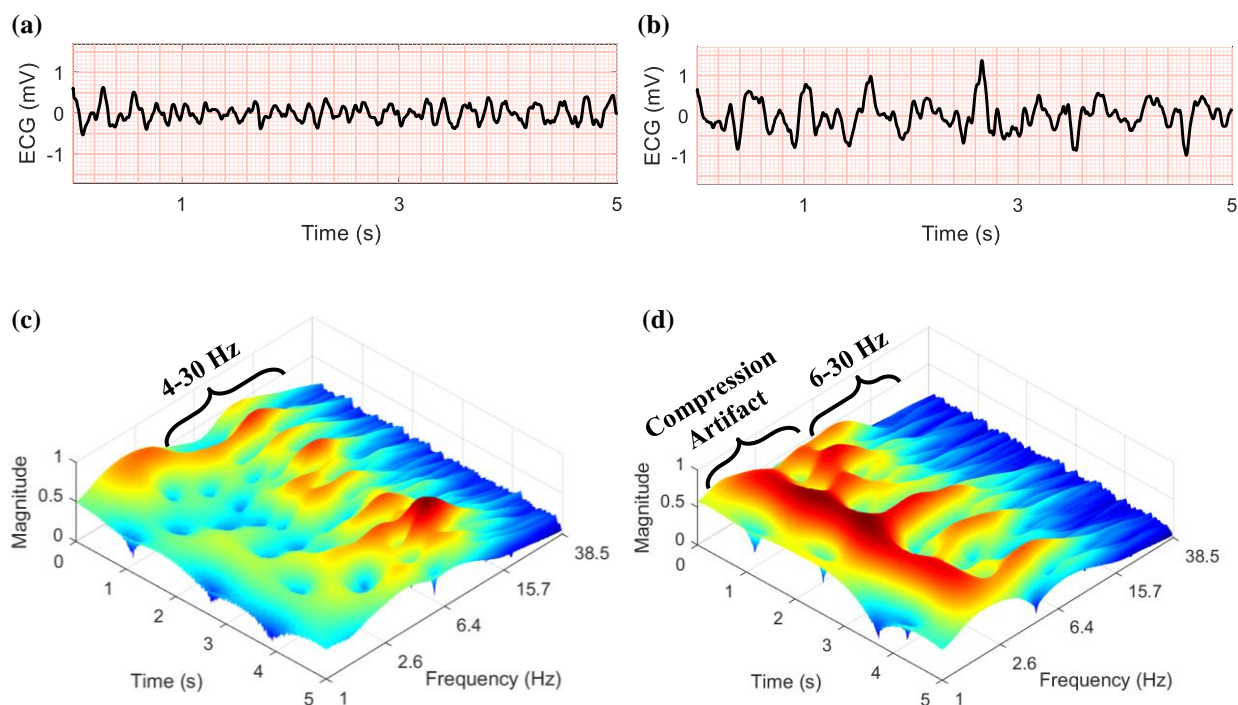 (a)
ECG (mV)
1
0
-1
1
3
5
Time (s)
(b)
ECG (mV)
1
0
-1
1
3
5
Time (s)
(c)
4-30 Hz
Magnitude
1
0.5
0
0
1
2
3
4
5
Time (s)
1
2.6
6.4
15.7
38.5
Frequency (Hz)
(d)
Compression
Artifact
6-30 Hz
Magnitude
1
0.5
0
0
1
2
3
4
5
Time (s)
1
2.6
6.4
15.7
38.5
Frequency (Hz)